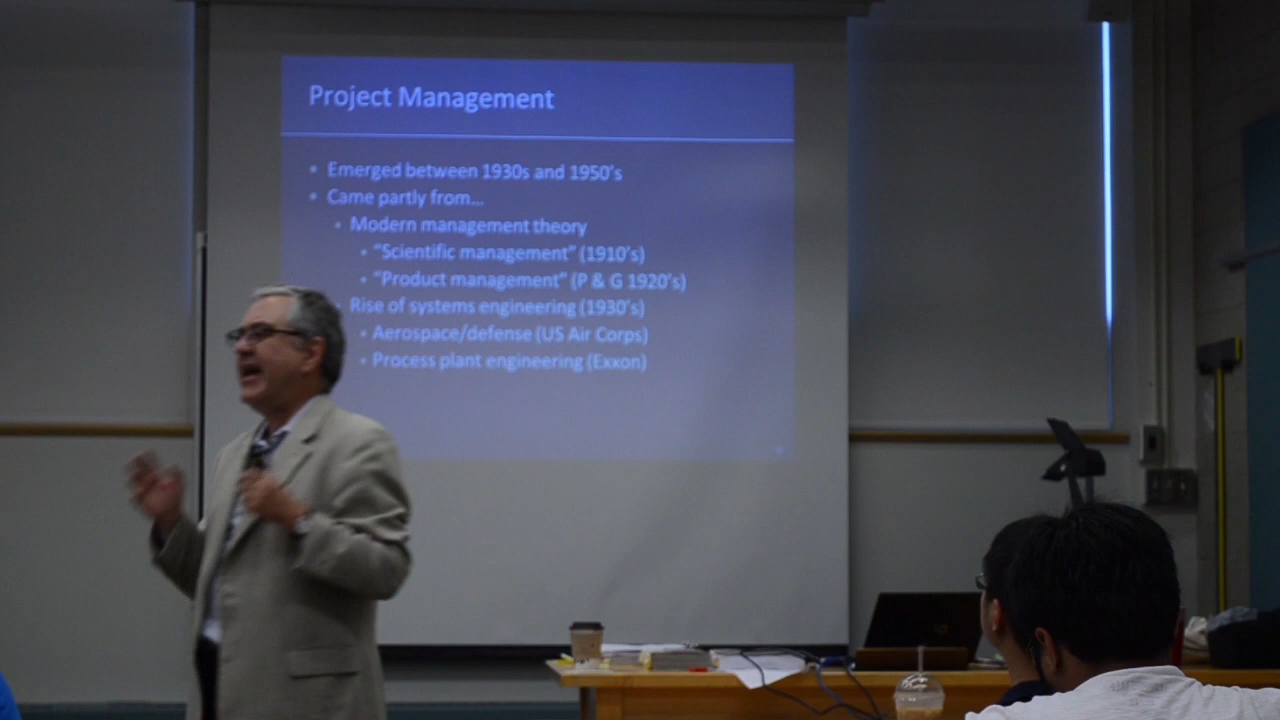 Project Management
• Emerged between 1930s and 1950's
• Came partly from...
• Modern management theory
• "Scientific management" (1910's)
• "Product management" (P & G 1920's)
• Rise of systems engineering (1930's)
• Aerospace/defense (US Air Corps)
• Process plant engineering (Exxon)